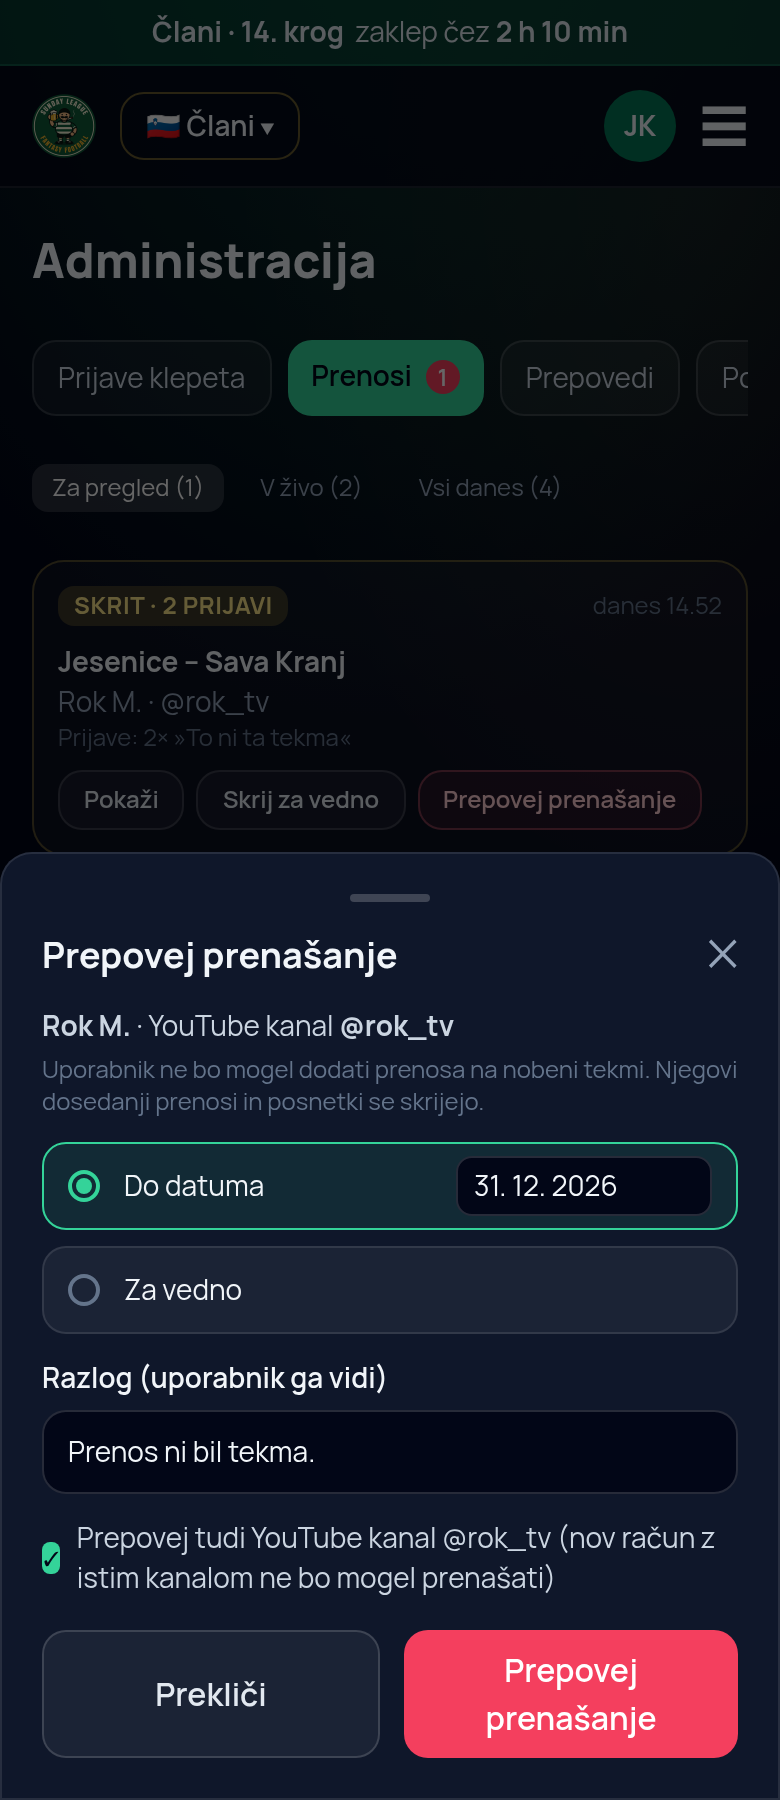 Člani · 14. krog zaklep čez 2 h 10 min
SUNDAY LEAGUE
FANTASY FOOTBALL
Člani ▾
JK
Administracija
Prijave klepeta
Prenosi 1
Prepovedi
Po
Za pregled (1)
V živo (2)
Vsi danes (4)
SKRIT · 2 PRIJAVI
danes 14.52
Jesenice – Sava Kranj
Rok M. · @rok_tv
Prijave: 2× »To ni ta tekma«
Pokaži
Skrij za vedno
Prepovej prenašanje
Prepovej prenašanje
Rok M. · YouTube kanal @rok_tv
Uporabnik ne bo mogel dodati prenosa na nobeni tekmi. Njegovi
dosedanji prenosi in posnetki se skrijejo.
Do datuma
31. 12. 2026
Za vedno
Razlog (uporabnik ga vidi)
Prenos ni bil tekma.
Prepovej tudi YouTube kanal @rok_tv (nov račun z
istim kanalom ne bo mogel prenašati)
Prekliči
Prepovej
prenašanje